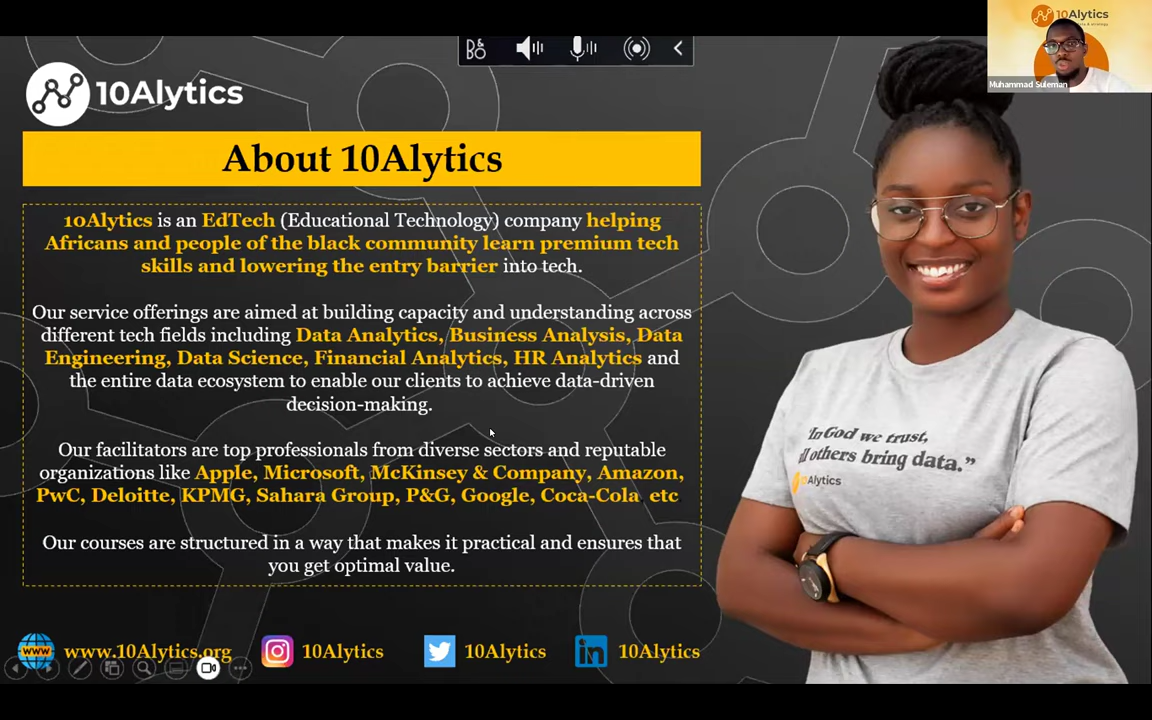 10Alytics
Muhammad Suleman
10Alytics
About 10Alytics
10Alytics is an EdTech (Educational Technology) company helping
Africans and people of the black community learn premium tech
skills and lowering the entry barrier into tech.
Our service offerings are aimed at building capacity and understanding across
different tech fields including Data Analytics, Business Analysis, Data
Engineering, Data Science, Financial Analytics, HR Analytics and
the entire data ecosystem to enable our clients to achieve data-driven
decision-making.
Our facilitators are top professionals from diverse sectors and reputable
organizations like Apple, Microsoft, McKinsey & Company, Amazon,
PwC, Deloitte, KPMG, Sahara Group, P&G, Google, Coca-Cola etc
Our courses are structured in a way that makes it practical and ensures that
you get optimal value.
"In God we trust,
all others bring data."
10Alytics
www
www.10Alytics.org
10Alytics
10Alytics
in
10Alytics